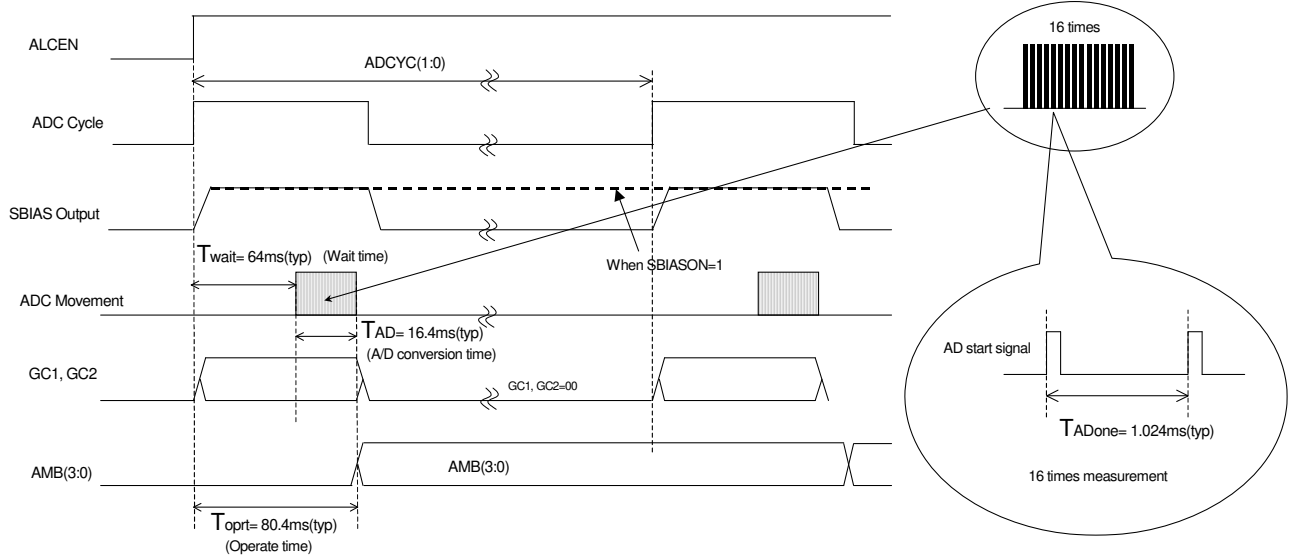 ALCEN
ADCYC(1:0)
16 times
ADC Cycle
SBIAS Output
When SBIASON=1
Twait= 64ms(typ) (Wait time)
ADC Movement
TAD= 16.4ms(typ)
(A/D conversion time)
GC1, GC2
GC1, GC2=00
AD start signal
TADone= 1.024ms(typ)
16 times measurement
AMB(3:0)
AMB(3:0)
Toprt= 80.4ms(typ)
(Operate time)